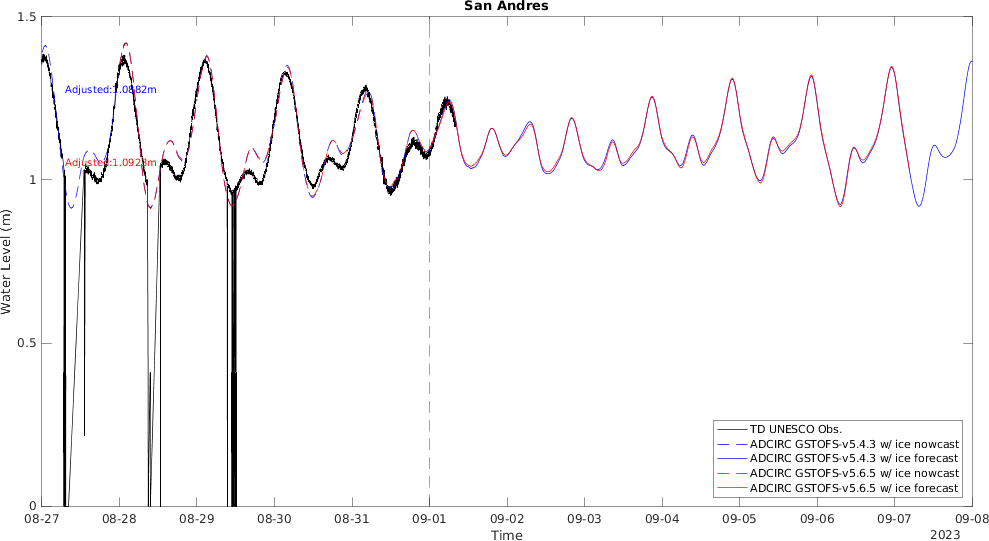 San Andres
1.5
1
0.5
0
Water Level (m)
Adjusted:1.0882m
Adjusted:1.0923m
TD UNESCO Obs.
ADCIRC GSTOFS-v5.4.3 w/ ice nowcast
ADCIRC GSTOFS-v5.4.3 w/ ice forecast
ADCIRC GSTOFS-v5.6.5 w/ ice nowcast
ADCIRC GSTOFS-v5.6.5 w/ ice forecast
08-27 08-28 08-29 08-30 08-31 09-01 09-02 09-03 09-04 09-05 09-06 09-07 09-08
Time
2023